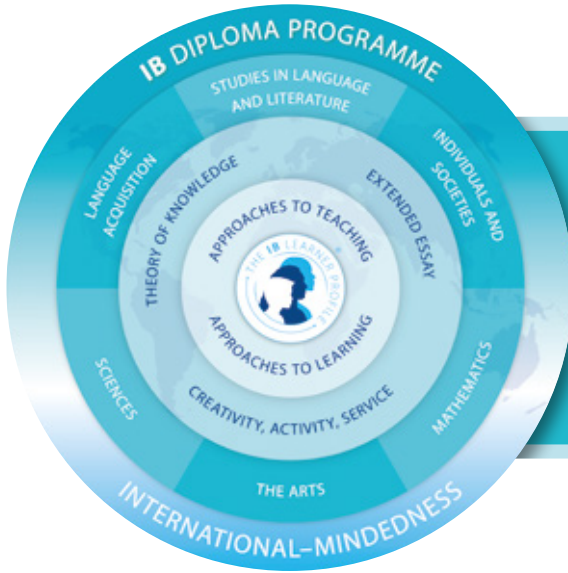 IB DIPLOMA PROGRAMME
STUDIES IN LANGUAGE
AND LITERATURE
LANGUAGE
ACQUISITION
INDIVIDUALS AND
SOCIETIES
THEORY OF KNOWLEDGE
EXTENDED ESSAY
APPROACHES TO TEACHING
THE IB LEARNER PROFILE
APPROACHES TO LEARNING
CREATIVITY, ACTIVITY, SERVICE
SCIENCES
MATHEMATICS
THE ARTS
INTERNATIONAL–MINDEDNESS